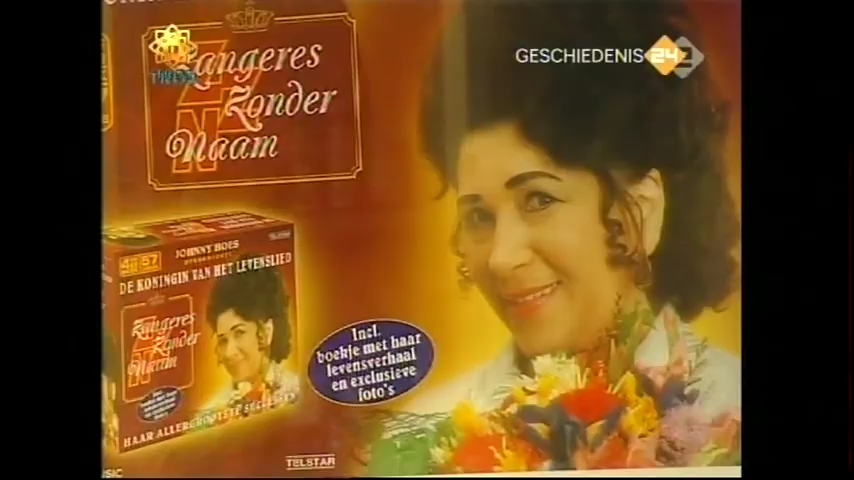 GESCHIEDENIS 24 2
Zangeres
Zonder
Naam
JOHNNY HOES
DE KONINGIN VAN HET LEVENSLIED
Zangeres
Zonder
Naam
HAAR ALLERGROOTSTE SUCCESSEN
Incl.
boekje met haar
levensverhaal
en exclusieve
foto's
TELSTAR